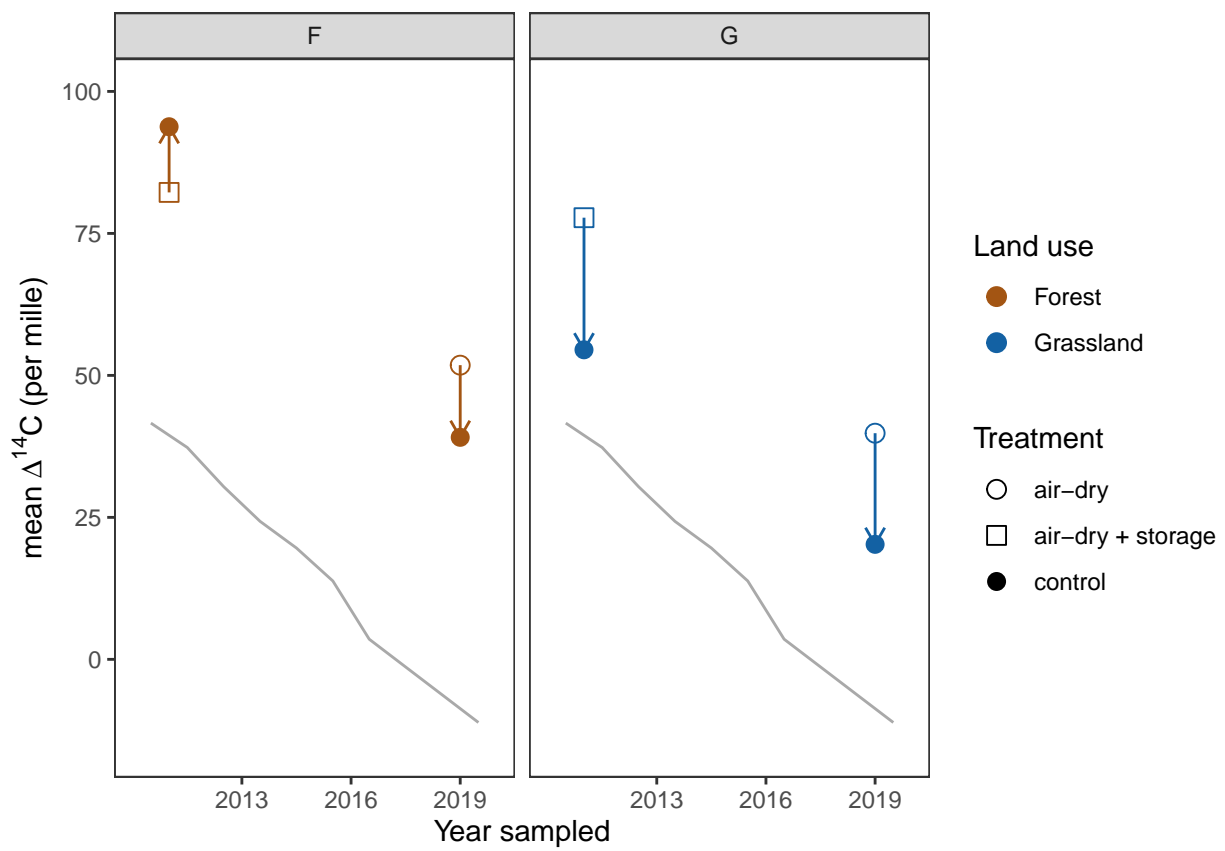 F
G
100
75
50
25
0
mean Δ¹⁴C (per mille)
2013
2016
2019
2013
2016
2019
Year sampled
Land use
Forest
Grassland
Treatment
air−dry
air−dry + storage
control